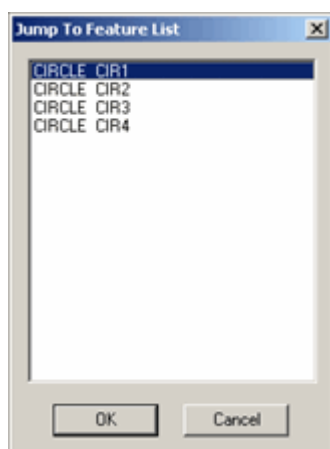 Jump To Feature List
CIRCLE CIR1
CIRCLE CIR2
CIRCLE CIR3
CIRCLE CIR4
OK
Cancel